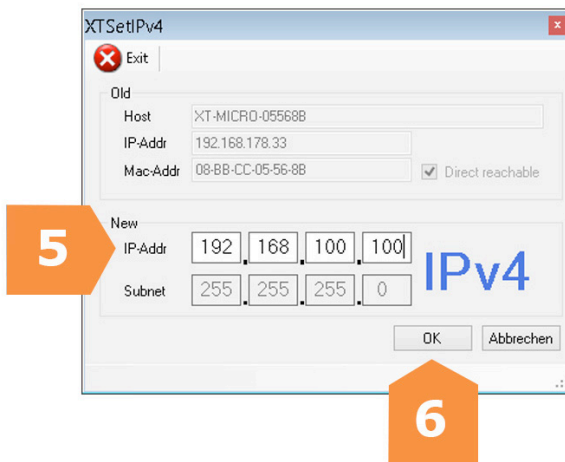 XTSetIPv4
x
Exit
Old
Host XT-MICRO-05568B
IP-Addr 192.168.178.33
Mac-Addr 08-BB-CC-05-56-8B Direct reachable
New
5 IP-Addr 192.168.100.100 IPv4
Subnet 255.255.255.0
OK Abbrechen
6